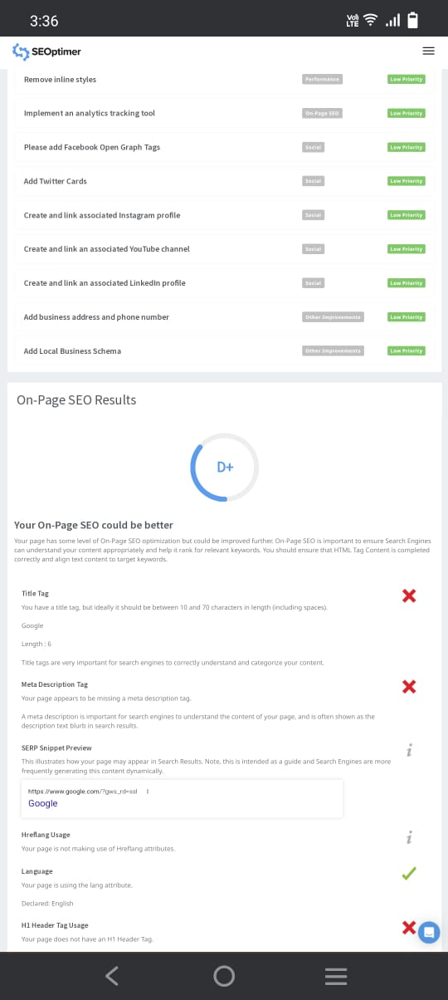 3:36
VoD LTE
SEOptimer
Remove inline styles Performance Low Priority
Implement an analytics tracking tool On-Page SEO Low Priority
Please add Facebook Open Graph Tags Social Low Priority
Add Twitter Cards Social Low Priority
Create and link associated Instagram profile Social Low Priority
Create and link an associated YouTube channel Social Low Priority
Create and link an associated LinkedIn profile Social Low Priority
Add business address and phone number Other Improvements Low Priority
Add Local Business Schema Other Improvements Low Priority
On-Page SEO Results
D+
Your On-Page SEO could be better
Your page has some level of On-Page SEO optimization but could be improved further. On-Page SEO is important to ensure Search Engines
can understand your content appropriately and help it rank for relevant keywords. You should ensure that HTML Tag Content is completed
correctly and align text content to target keywords.
Title Tag
You have a title tag, but ideally it should be between 10 and 70 characters in length (including spaces).
Google
Length : 6
Title tags are very important for search engines to correctly understand and categorize your content.
Meta Description Tag
Your page appears to be missing a meta description tag.
A meta description is important for search engines to understand the content of your page, and is often shown as the
description text blurb in search results.
SERP Snippet Preview
This illustrates how your page may appear in Search Results. Note, this is intended as a guide and Search Engines are more
frequently generating this content dynamically.
https://www.google.com/?gws_rd=ssl
Google
Hreflang Usage
Your page is not making use of Hreflang attributes.
Language
Your page is using the lang attribute.
Declared: English
H1 Header Tag Usage
Your page does not have an H1 Header Tag.